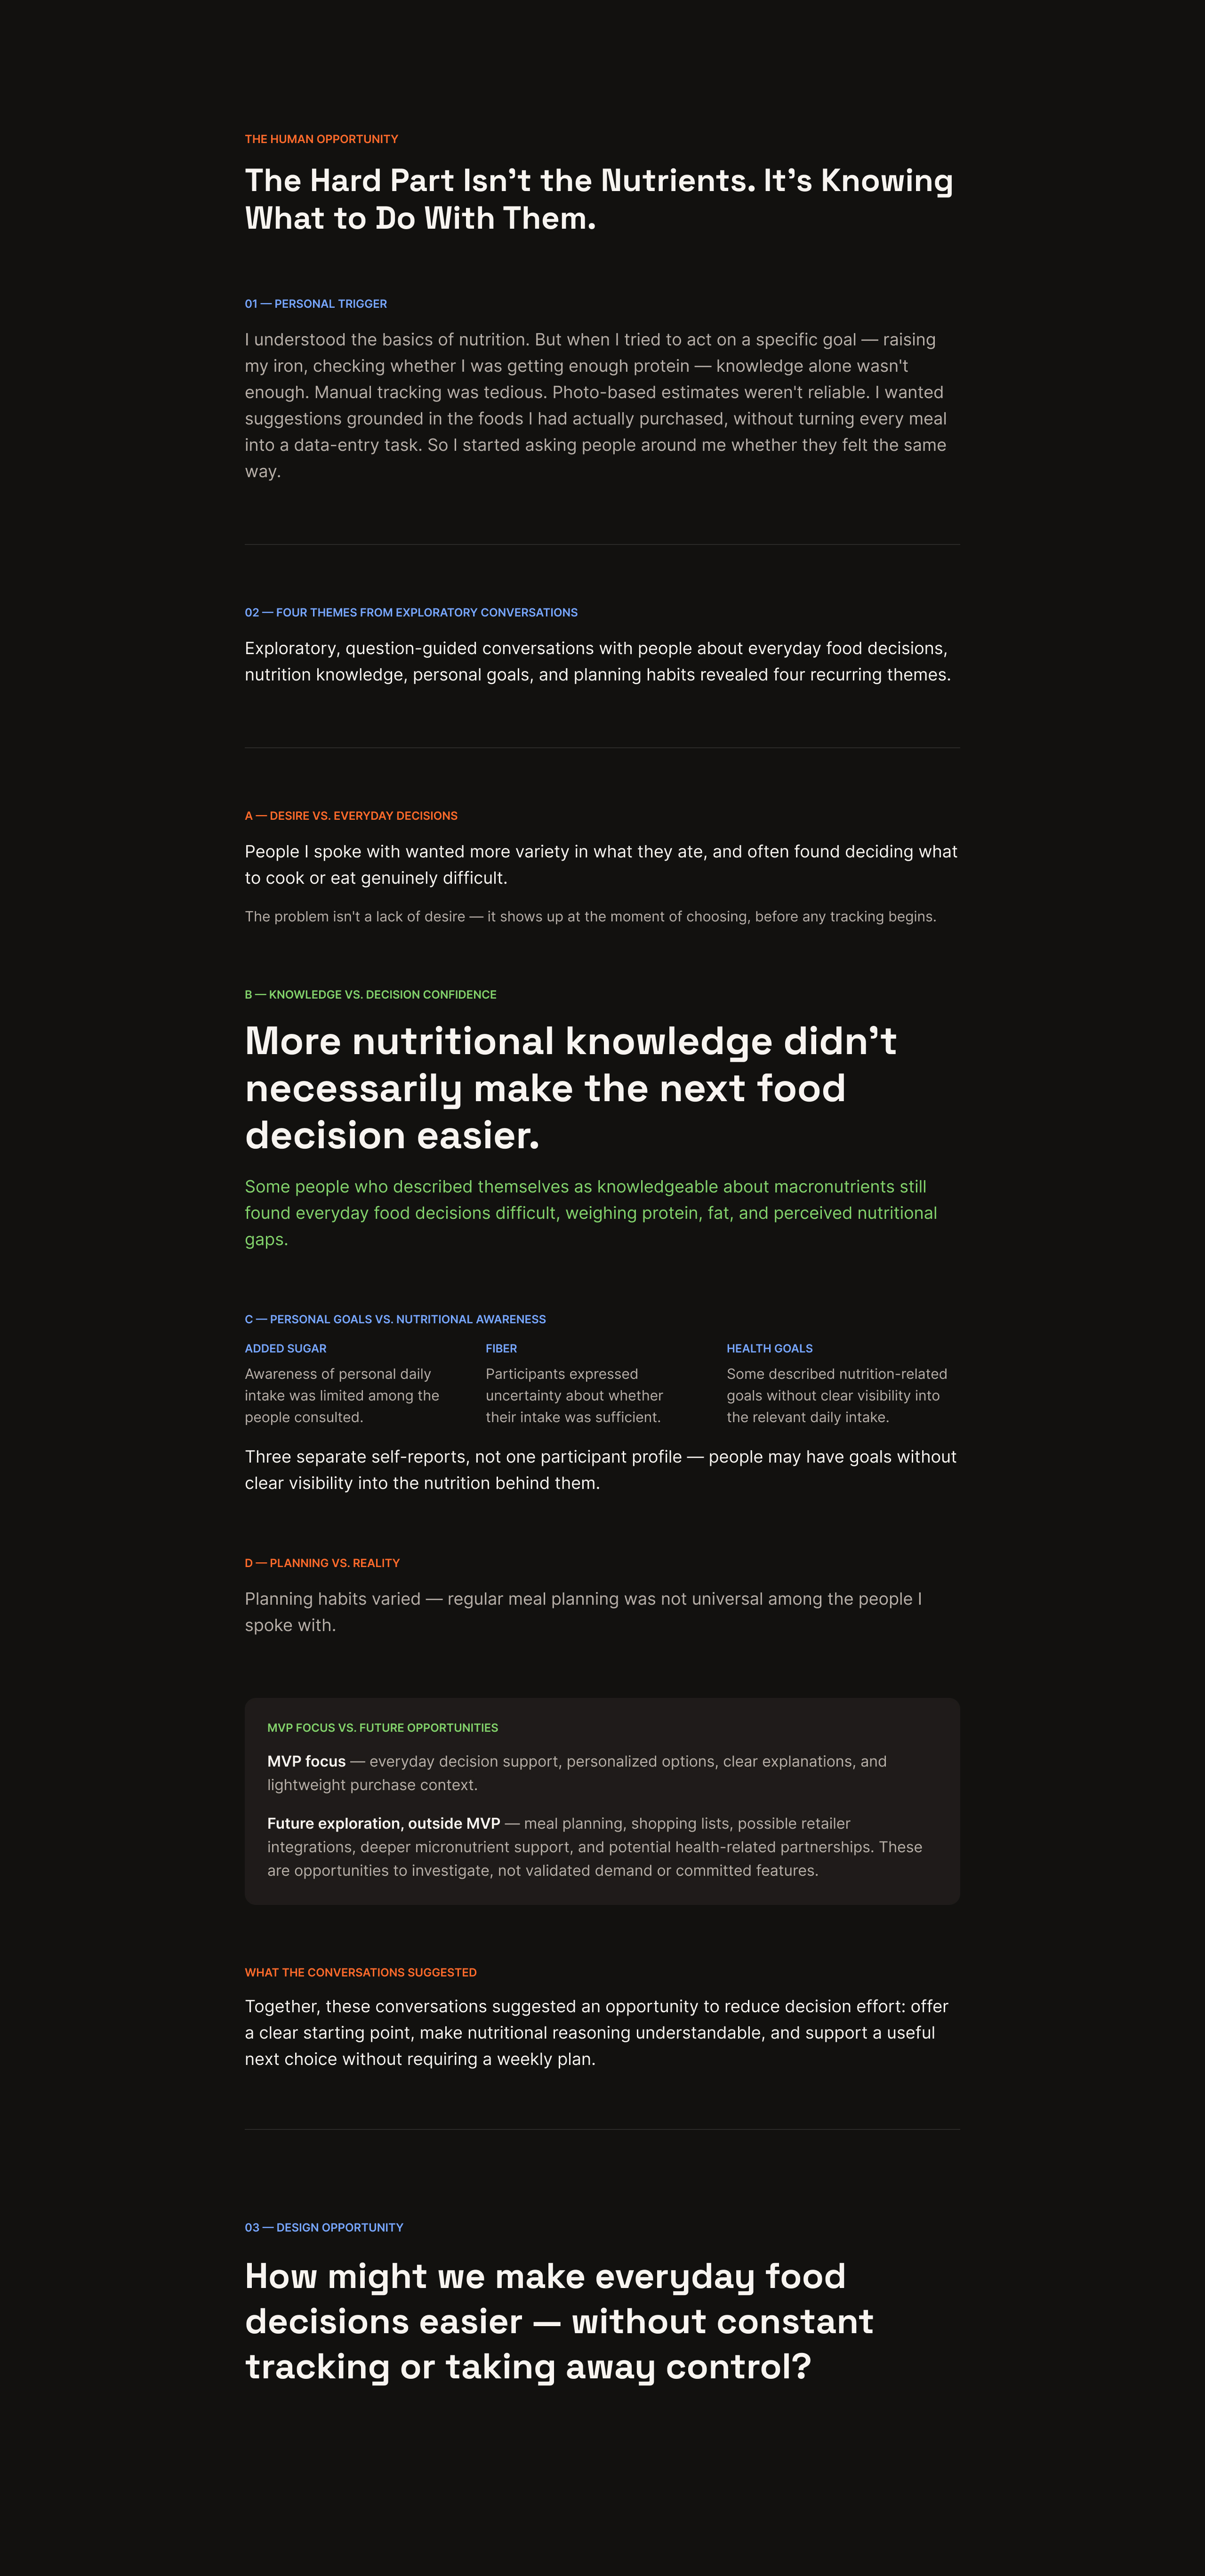 THE HUMAN OPPORTUNITY
The Hard Part Isn’t the Nutrients. It’s Knowing
What to Do With Them.
01 — PERSONAL TRIGGER
I understood the basics of nutrition. But when I tried to act on a specific goal — raising
my iron, checking whether I was getting enough protein — knowledge alone wasn't
enough. Manual tracking was tedious. Photo-based estimates weren't reliable. I wanted
suggestions grounded in the foods I had actually purchased, without turning every meal
into a data-entry task. So I started asking people around me whether they felt the same
way.
02 — FOUR THEMES FROM EXPLORATORY CONVERSATIONS
Exploratory, question-guided conversations with people about everyday food decisions,
nutrition knowledge, personal goals, and planning habits revealed four recurring themes.
A — DESIRE VS. EVERYDAY DECISIONS
People I spoke with wanted more variety in what they ate, and often found deciding what
to cook or eat genuinely difficult.
The problem isn't a lack of desire — it shows up at the moment of choosing, before any tracking begins.
B — KNOWLEDGE VS. DECISION CONFIDENCE
More nutritional knowledge didn’t
necessarily make the next food
decision easier.
Some people who described themselves as knowledgeable about macronutrients still
found everyday food decisions difficult, weighing protein, fat, and perceived nutritional
gaps.
C — PERSONAL GOALS VS. NUTRITIONAL AWARENESS
ADDED SUGAR
Awareness of personal daily
intake was limited among the
people consulted.
FIBER
Participants expressed
uncertainty about whether
their intake was sufficient.
HEALTH GOALS
Some described nutrition-related
goals without clear visibility into
the relevant daily intake.
Three separate self-reports, not one participant profile — people may have goals without
clear visibility into the nutrition behind them.
D — PLANNING VS. REALITY
Planning habits varied — regular meal planning was not universal among the people I
spoke with.
MVP FOCUS VS. FUTURE OPPORTUNITIES
MVP focus — everyday decision support, personalized options, clear explanations, and
lightweight purchase context.
Future exploration, outside MVP — meal planning, shopping lists, possible retailer
integrations, deeper micronutrient support, and potential health-related partnerships. These
are opportunities to investigate, not validated demand or committed features.
WHAT THE CONVERSATIONS SUGGESTED
Together, these conversations suggested an opportunity to reduce decision effort: offer
a clear starting point, make nutritional reasoning understandable, and support a useful
next choice without requiring a weekly plan.
03 — DESIGN OPPORTUNITY
How might we make everyday food
decisions easier — without constant
tracking or taking away control?